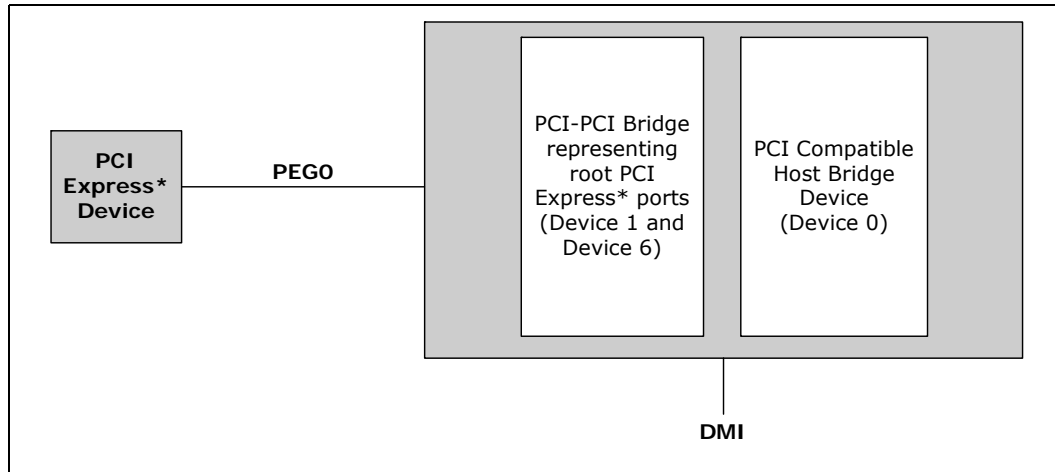 PCI
Express*
Device
PEG0
PCI-PCI Bridge
representing
root PCI
Express* ports
(Device 1 and
Device 6)
PCI Compatible
Host Bridge
Device
(Device 0)
DMI